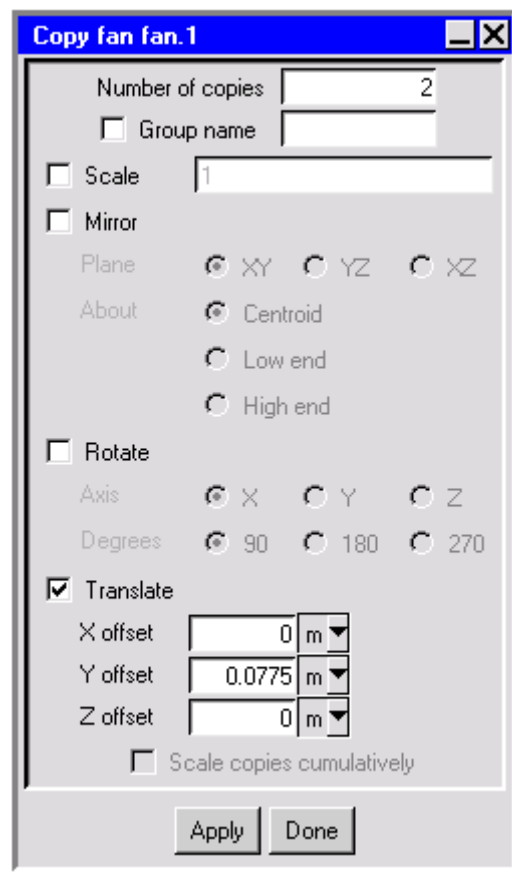 Copy fan fan.1
Number of copies 2
Group name
Scale 1
Mirror
Plane XY YZ XZ
About Centroid
Low end
High end
Rotate
Axis X Y Z
Degrees 90 180 270
Translate
X offset 0 m
Y offset 0.0775 m
Z offset 0 m
Scale copies cumulatively
Apply Done